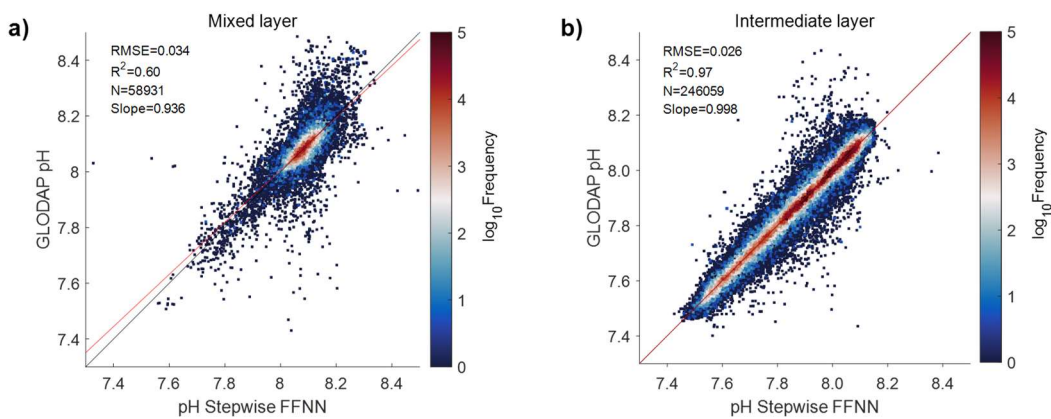 a)
Mixed layer
RMSE=0.034
R²=0.60
N=58931
Slope=0.936
GLODAP pH
8.4
8.2
8
7.8
7.6
7.4
7.4 7.6 7.8 8 8.2 8.4
pH Stepwise FFNN
5
4
3
2
1
0
log₁₀Frequency
b)
Intermediate layer
RMSE=0.026
R²=0.97
N=246059
Slope=0.998
GLODAP pH
8.4
8.2
8.0
7.8
7.6
7.4
7.4 7.6 7.8 8.0 8.2 8.4
pH Stepwise FFNN
5
4
3
2
1
0
log₁₀Frequency